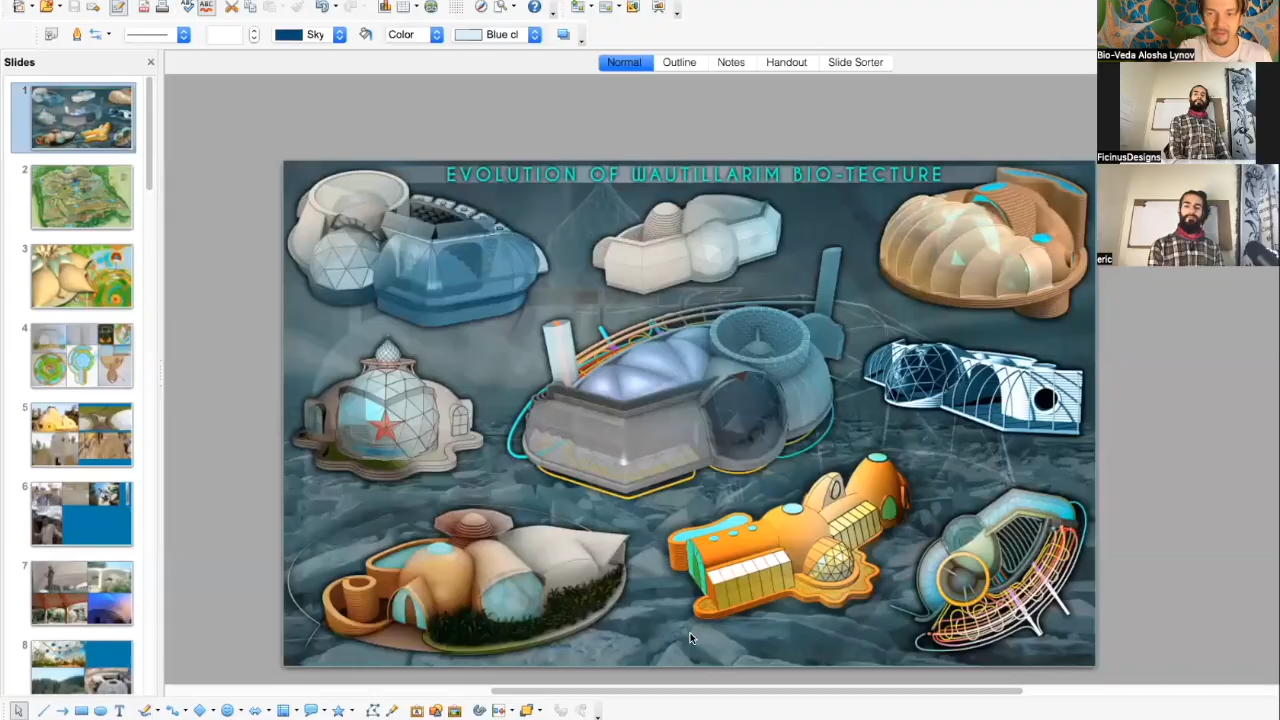 Sky
Color
Blue cl
Slides
Normal
Outline
Notes
Handout
Slide Sorter
Bio-Veda Alosha Lynov
FicinusDesigns
eric
EVOLUTION OF WAUTILLARIM BIO-TECTURE
1
2
3
4
5
6
7
8